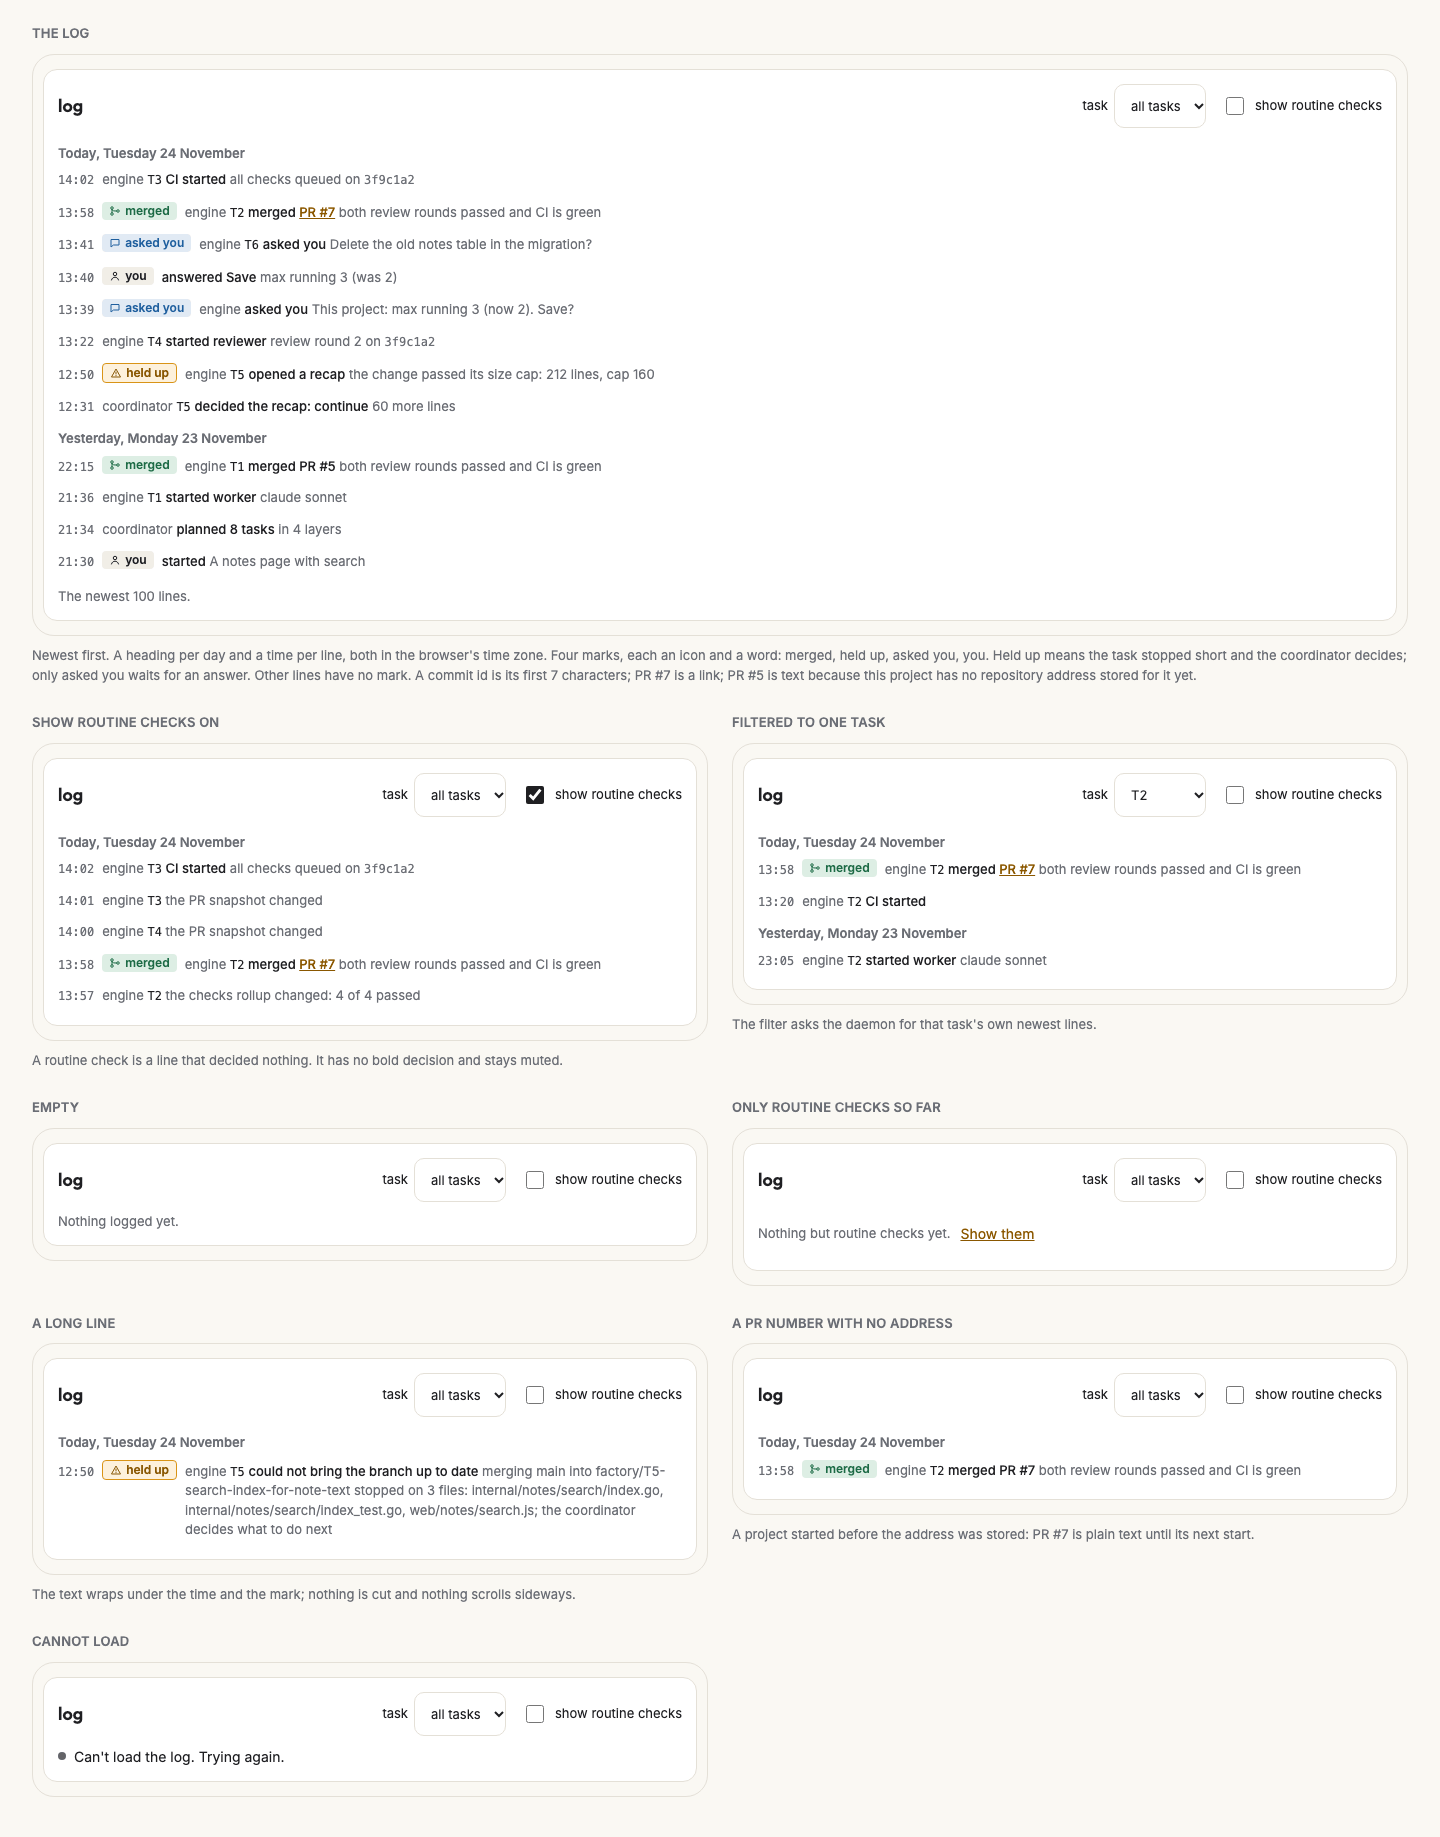 THE LOG
log
task all tasks show routine checks
Today, Tuesday 24 November
14:02 engine T3 CI started all checks queued on 3f9c1a2
13:58 merged engine T2 merged PR #7 both review rounds passed and CI is green
13:41 asked you engine T6 asked you Delete the old notes table in the migration?
13:40 you answered Save max running 3 (was 2)
13:39 asked you engine asked you This project: max running 3 (now 2). Save?
13:22 engine T4 started reviewer review round 2 on 3f9c1a2
12:50 held up engine T5 opened a recap the change passed its size cap: 212 lines, cap 160
12:31 coordinator T5 decided the recap: continue 60 more lines
Yesterday, Monday 23 November
22:15 merged engine T1 merged PR #5 both review rounds passed and CI is green
21:36 engine T1 started worker claude sonnet
21:34 coordinator planned 8 tasks in 4 layers
21:30 you started A notes page with search
The newest 100 lines.
Newest first. A heading per day and a time per line, both in the browser's time zone. Four marks, each an icon and a word: merged, held up, asked you, you. Held up means the task stopped short and the coordinator decides;
only asked you waits for an answer. Other lines have no mark. A commit id is its first 7 characters; PR #7 is a link; PR #5 is text because this project has no repository address stored for it yet.
SHOW ROUTINE CHECKS ON
log
task all tasks show routine checks
Today, Tuesday 24 November
14:02 engine T3 CI started all checks queued on 3f9c1a2
14:01 engine T3 the PR snapshot changed
14:00 engine T4 the PR snapshot changed
13:58 merged engine T2 merged PR #7 both review rounds passed and CI is green
13:57 engine T2 the checks rollup changed: 4 of 4 passed
A routine check is a line that decided nothing. It has no bold decision and stays muted.
FILTERED TO ONE TASK
log
task T2 show routine checks
Today, Tuesday 24 November
13:58 merged engine T2 merged PR #7 both review rounds passed and CI is green
13:20 engine T2 CI started
Yesterday, Monday 23 November
23:05 engine T2 started worker claude sonnet
The filter asks the daemon for that task's own newest lines.
EMPTY
log
task all tasks show routine checks
Nothing logged yet.
ONLY ROUTINE CHECKS SO FAR
log
task all tasks show routine checks
Nothing but routine checks yet. Show them
A LONG LINE
log
task all tasks show routine checks
Today, Tuesday 24 November
12:50 held up engine T5 could not bring the branch up to date merging main into factory/T5-
search-index-for-note-text stopped on 3 files: internal/notes/search/index.go,
internal/notes/search/index_test.go, web/notes/search.js; the coordinator
decides what to do next
The text wraps under the time and the mark; nothing is cut and nothing scrolls sideways.
A PR NUMBER WITH NO ADDRESS
log
task all tasks show routine checks
Today, Tuesday 24 November
13:58 merged engine T2 merged PR #7 both review rounds passed and CI is green
A project started before the address was stored: PR #7 is plain text until its next start.
CANNOT LOAD
log
task all tasks show routine checks
Can't load the log. Trying again.